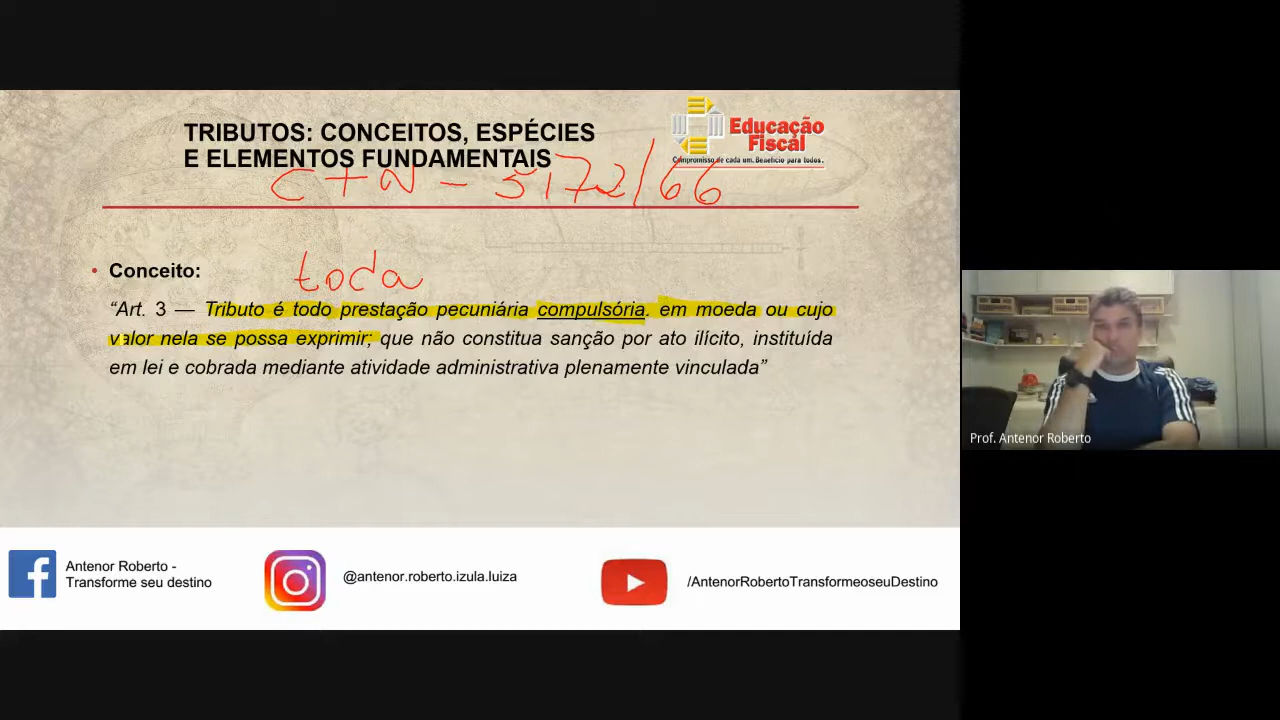 TRIBUTOS: CONCEITOS, ESPÉCIES
E ELEMENTOS FUNDAMENTAIS
Educação
Fiscal
Compromisso de cada um. Benefício para todos.
CTN - 5172/66
• Conceito:
toda
“Art. 3 — Tributo é todo prestação pecuniária compulsória. em moeda ou cujo
valor nela se possa exprimir; que não constitua sanção por ato ilícito, instituída
em lei e cobrada mediante atividade administrativa plenamente vinculada”
Prof. Antenor Roberto
Antenor Roberto -
Transforme seu destino
@antenor.roberto.izula.luiza
/AntenorRobertoTransformeoseuDestino